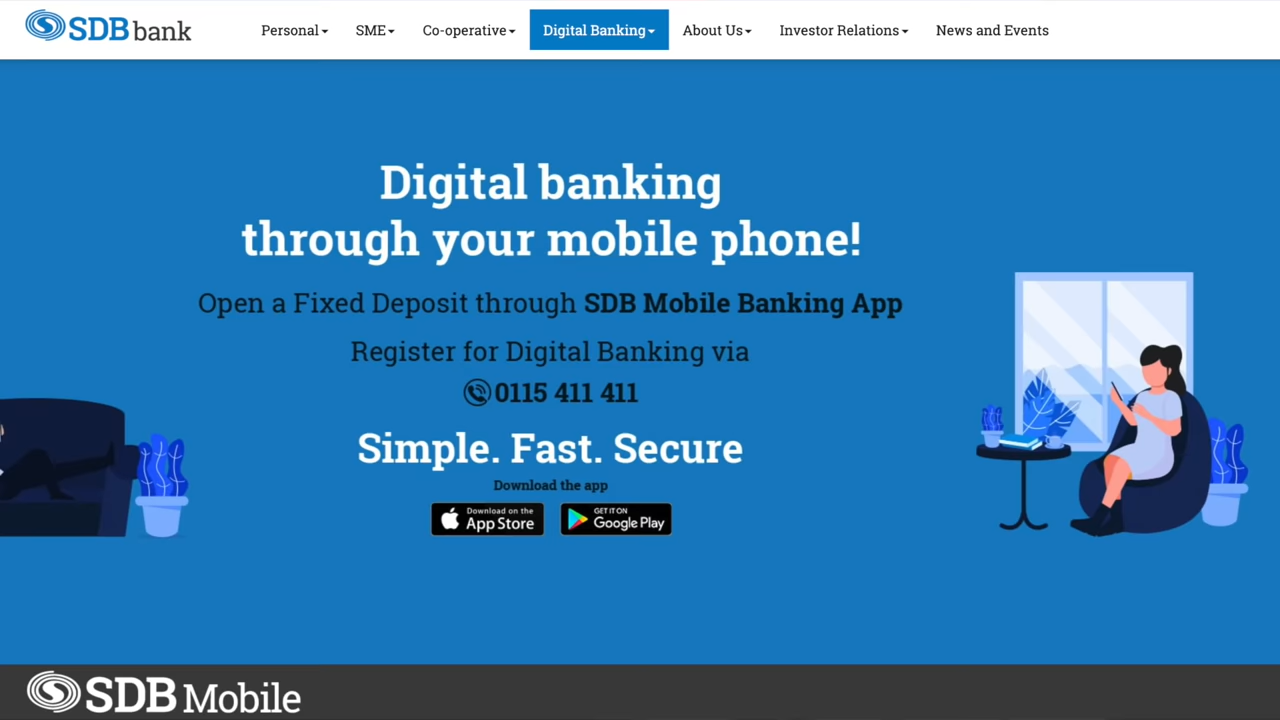 SDB bank
Personal
SME
Co-operative
Digital Banking
About Us
Investor Relations
News and Events
Digital banking
through your mobile phone!
Open a Fixed Deposit through SDB Mobile Banking App
Register for Digital Banking via
0115 411 411
Simple. Fast. Secure
Download the app
Download on the
App Store
GET IT ON
Google Play
SDB Mobile